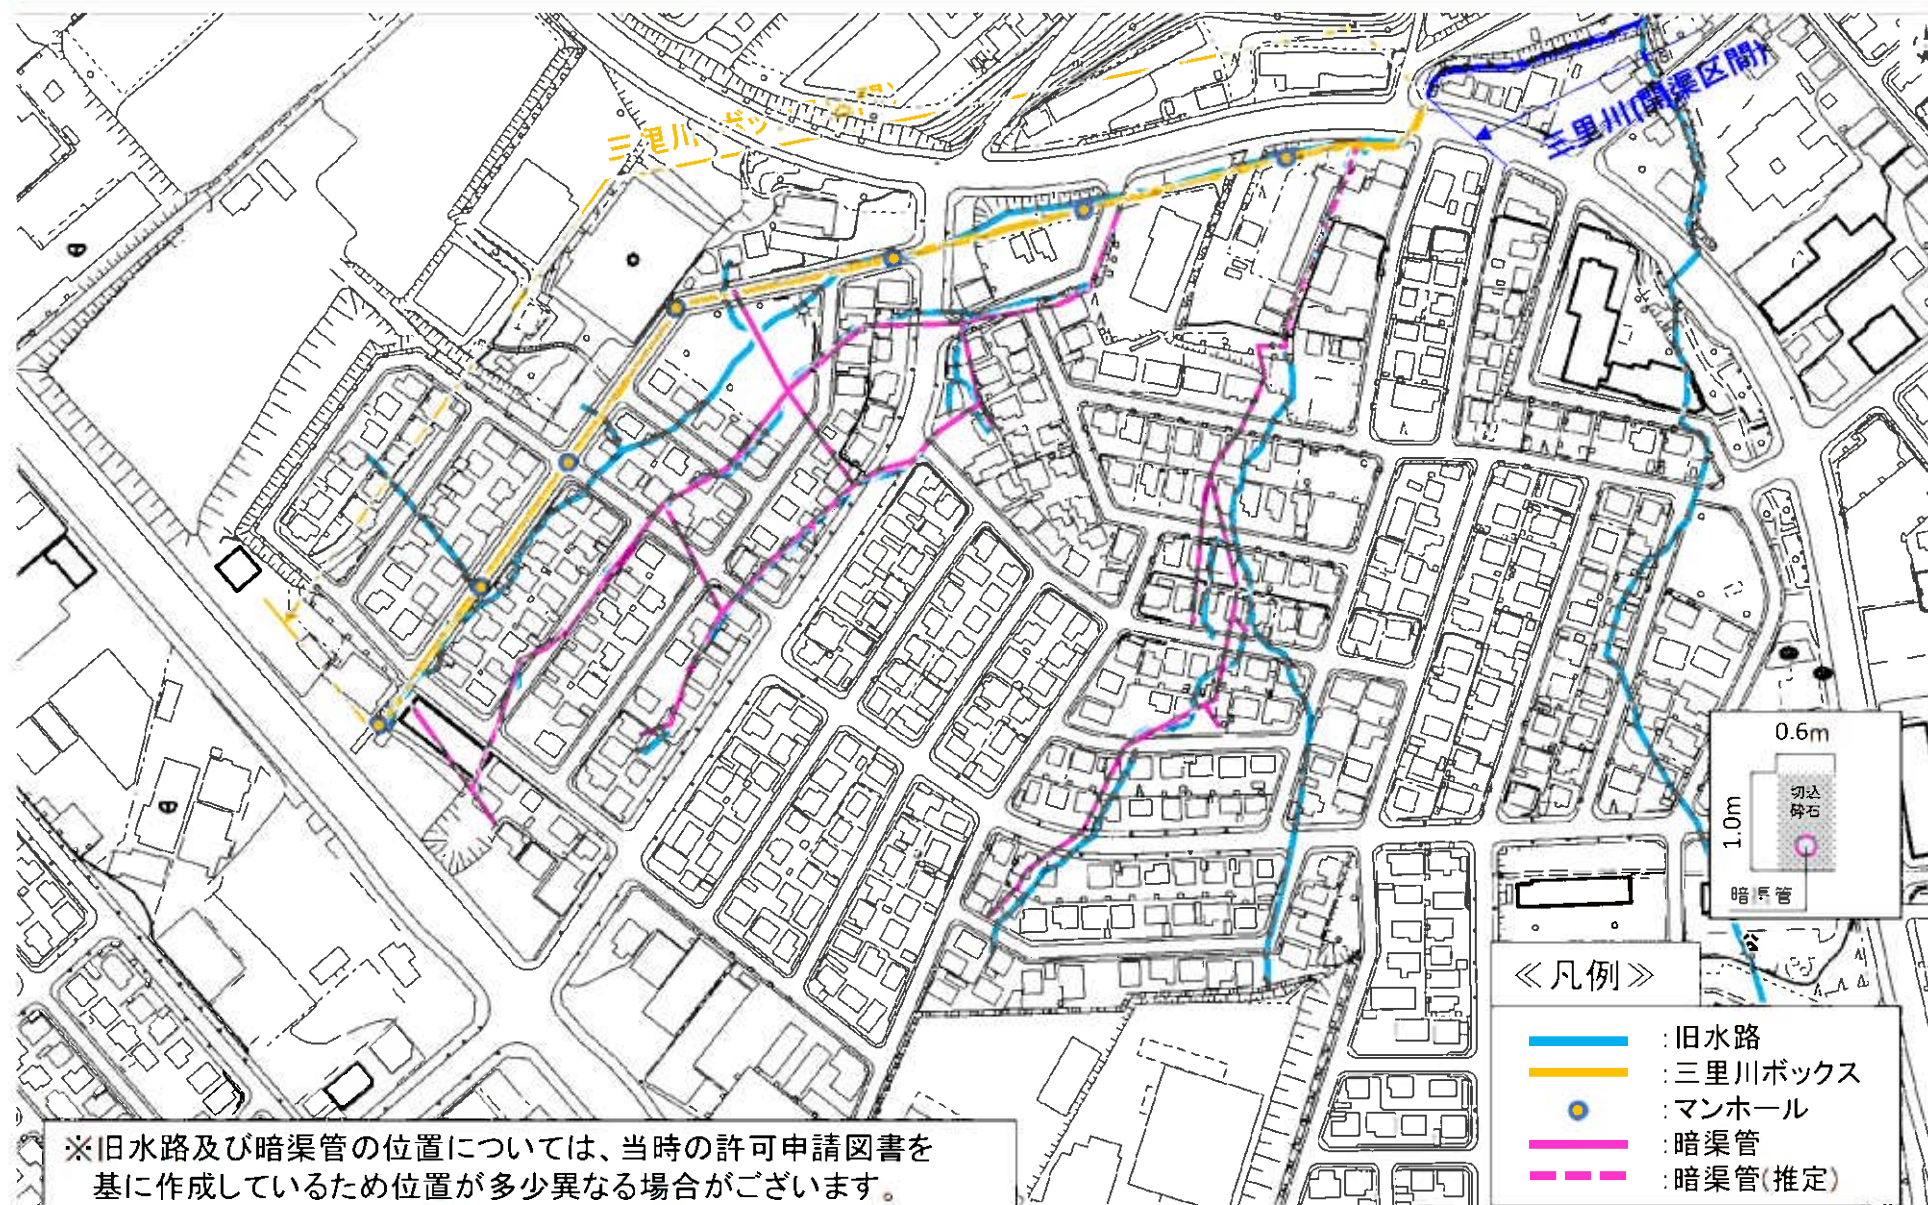 三里川ボッ
三里川(開渠区間)
0.6m
切込
砕石
1.0m
暗渠管
≪凡例≫
:旧水路
:三里川ボックス
:マンホール
:暗渠管
:暗渠管(推定)
※旧水路及び暗渠管の位置については、当時の許可申請図書を
基に作成しているため位置が多少異なる場合がございます。